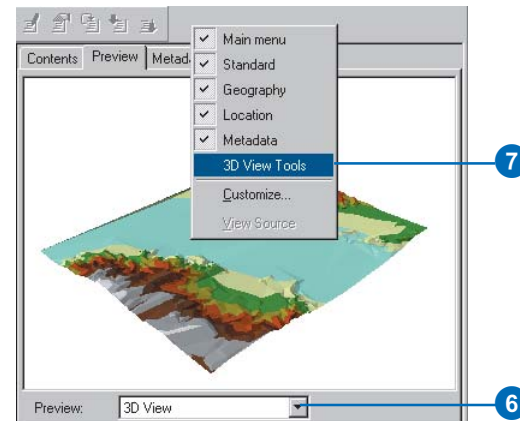 Main menu
Contents Preview Metad
Standard
Geography
Location
Metadata
3D View Tools
7
Customize...
View Source
Preview: 3D View
6